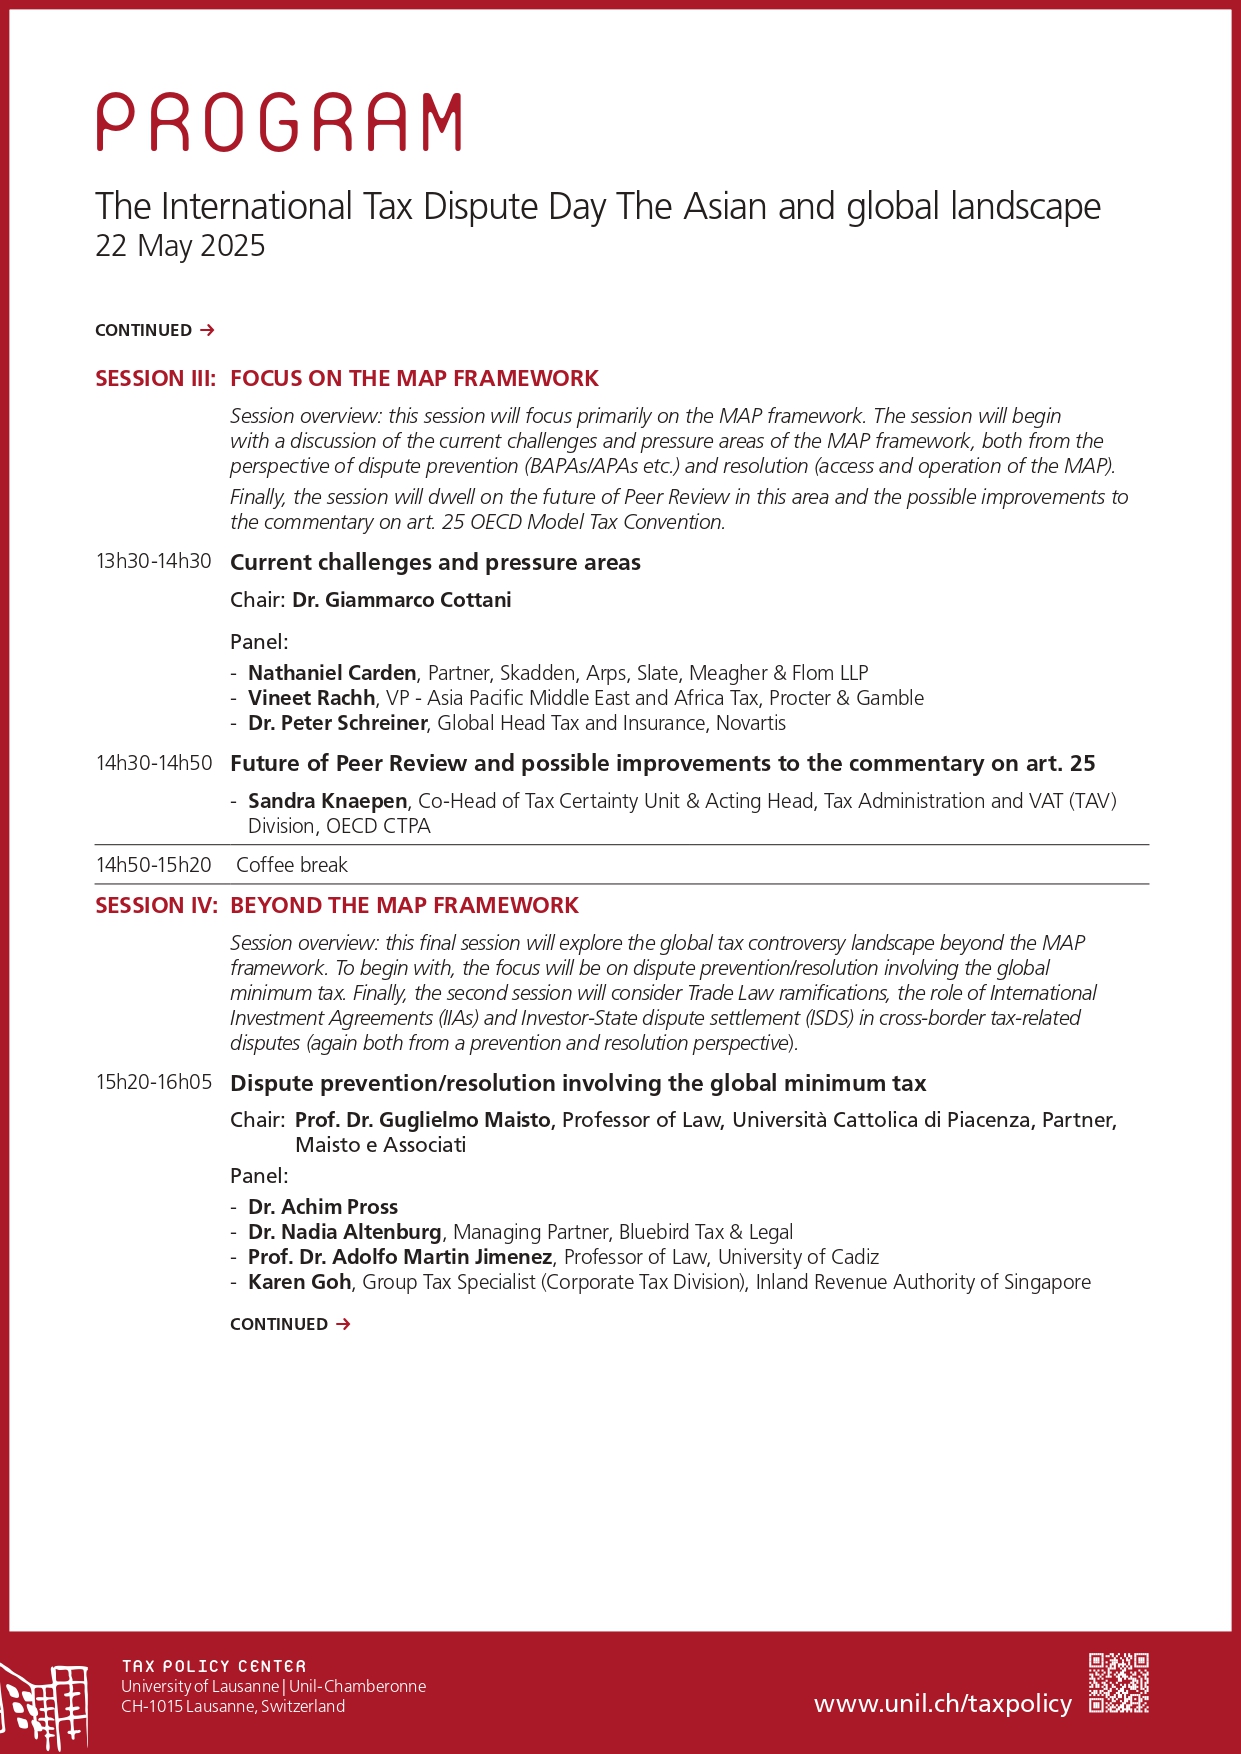 PROGRAM
The International Tax Dispute Day The Asian and global landscape
22 May 2025
CONTINUED →
SESSION III: FOCUS ON THE MAP FRAMEWORK
Session overview: this session will focus primarily on the MAP framework. The session will begin
with a discussion of the current challenges and pressure areas of the MAP framework, both from the
perspective of dispute prevention (BAPAs/APAs etc.) and resolution (access and operation of the MAP).
Finally, the session will dwell on the future of Peer Review in this area and the possible improvements to
the commentary on art. 25 OECD Model Tax Convention.
13h30-14h30 Current challenges and pressure areas
Chair: Dr. Giammarco Cottani
Panel:
- Nathaniel Carden, Partner, Skadden, Arps, Slate, Meagher & Flom LLP
- Vineet Rachh, VP - Asia Pacific Middle East and Africa Tax, Procter & Gamble
- Dr. Peter Schreiner, Global Head Tax and Insurance, Novartis
14h30-14h50 Future of Peer Review and possible improvements to the commentary on art. 25
- Sandra Knaepen, Co-Head of Tax Certainty Unit & Acting Head, Tax Administration and VAT (TAV)
Division, OECD CTPA
14h50-15h20 Coffee break
SESSION IV: BEYOND THE MAP FRAMEWORK
Session overview: this final session will explore the global tax controversy landscape beyond the MAP
framework. To begin with, the focus will be on dispute prevention/resolution involving the global
minimum tax. Finally, the second session will consider Trade Law ramifications, the role of International
Investment Agreements (IIAs) and Investor-State dispute settlement (ISDS) in cross-border tax-related
disputes (again both from a prevention and resolution perspective).
15h20-16h05 Dispute prevention/resolution involving the global minimum tax
Chair: Prof. Dr. Guglielmo Maisto, Professor of Law, Università Cattolica di Piacenza, Partner,
Maisto e Associati
Panel:
- Dr. Achim Pross
- Dr. Nadia Altenburg, Managing Partner, Bluebird Tax & Legal
- Prof. Dr. Adolfo Martin Jimenez, Professor of Law, University of Cadiz
- Karen Goh, Group Tax Specialist (Corporate Tax Division), Inland Revenue Authority of Singapore
CONTINUED →
TAX POLICY CENTER
University of Lausanne | Unil-Chamberonne
CH-1015 Lausanne, Switzerland
www.unil.ch/taxpolicy